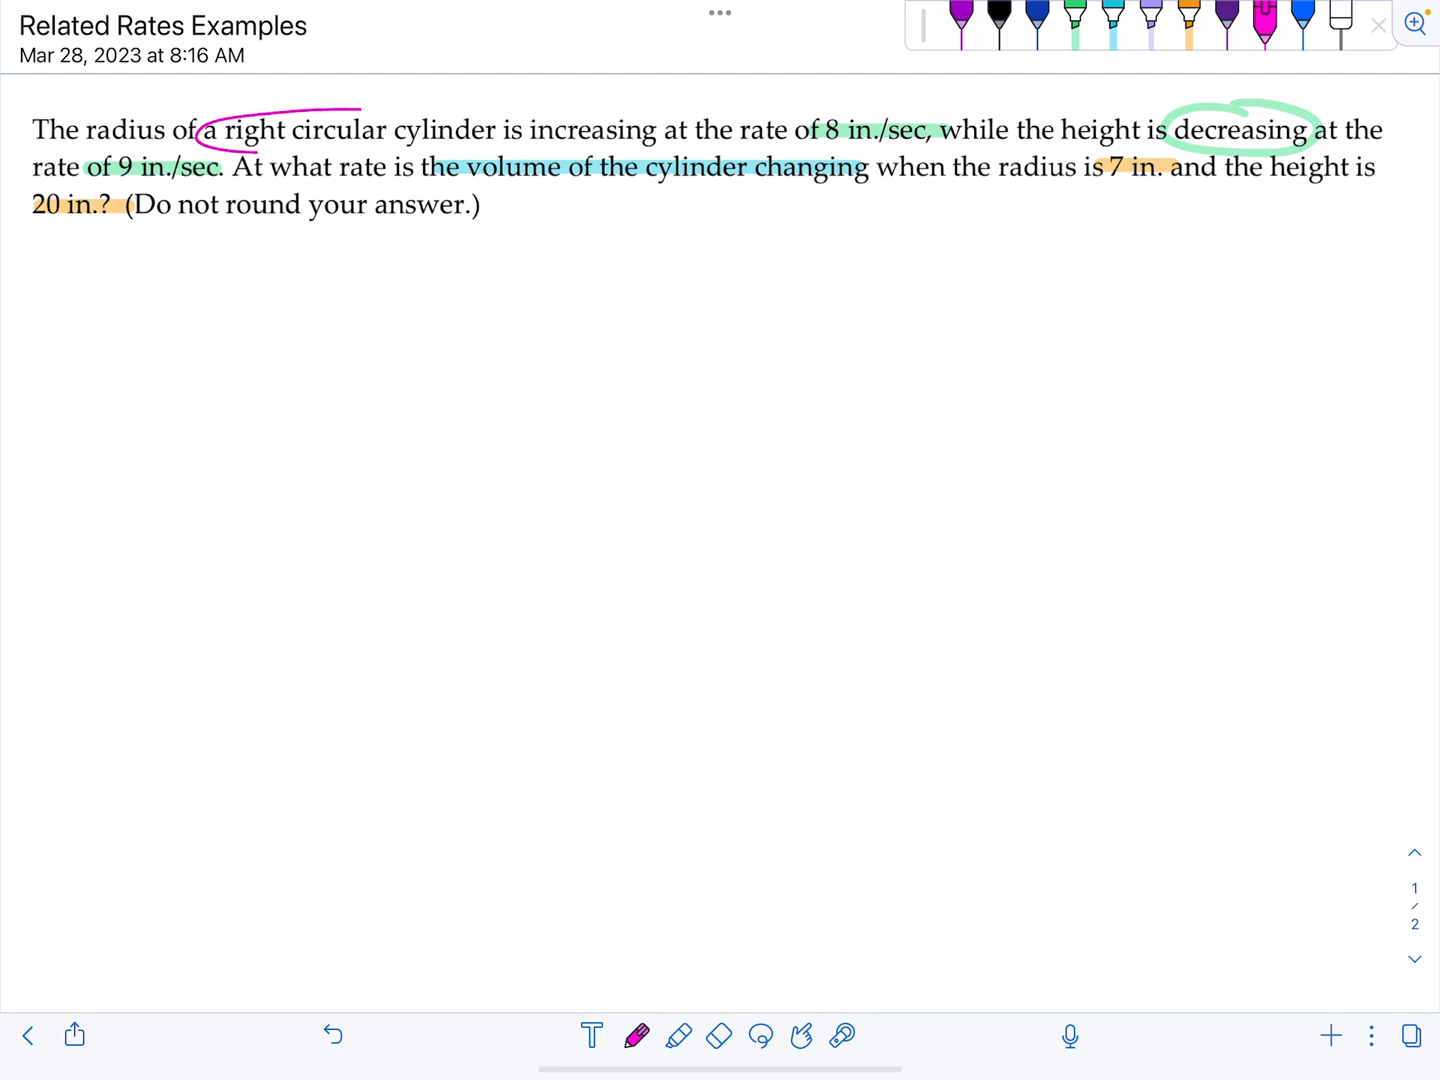 Related Rates Examples
Mar 28, 2023 at 8:16 AM
The radius of a right circular cylinder is increasing at the rate of 8 in./sec, while the height is decreasing at the
rate of 9 in./sec. At what rate is the volume of the cylinder changing when the radius is 7 in. and the height is
20 in.? (Do not round your answer.)
1
/
2